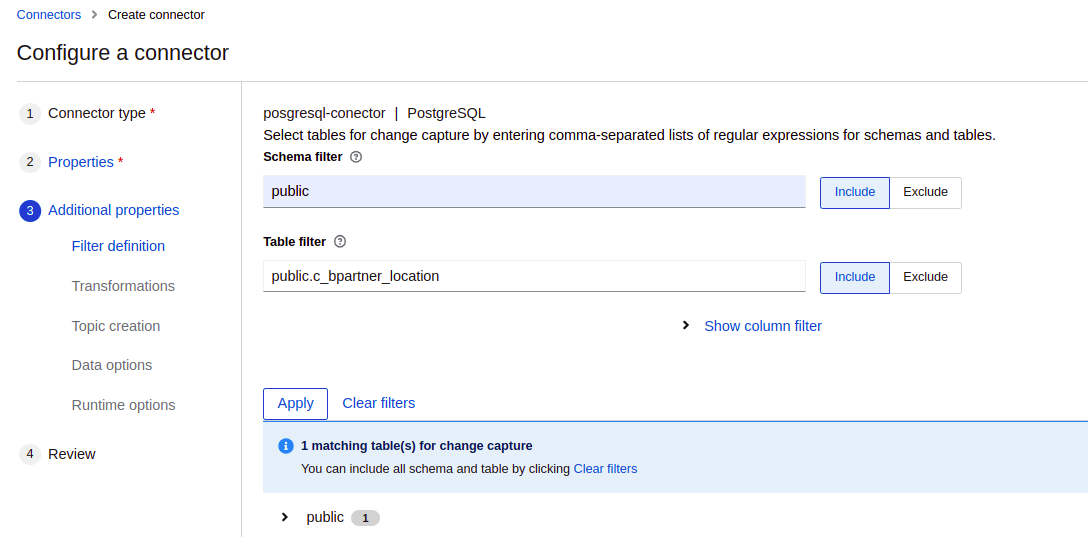 Connectors > Create connector
Configure a connector
1 Connector type *
2 Properties *
3 Additional properties
Filter definition
Transformations
Topic creation
Data options
Runtime options
4 Review
posgresql-conector | PostgreSQL
Select tables for change capture by entering comma-separated lists of regular expressions for schemas and tables.
Schema filter ?
public Include Exclude
Table filter ?
public.c_bpartner_location Include Exclude
> Show column filter
Apply Clear filters
i 1 matching table(s) for change capture
You can include all schema and table by clicking Clear filters
> public 1